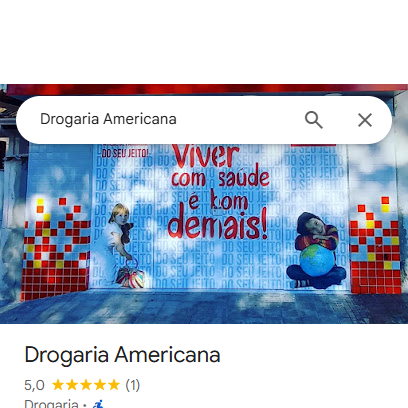 Drogaria Americana
DO SEU JEITO!
Viver
com saúde
é bom
demais!
Drogaria Americana
5,0 ★★★★★ (1)
Drogaria ·